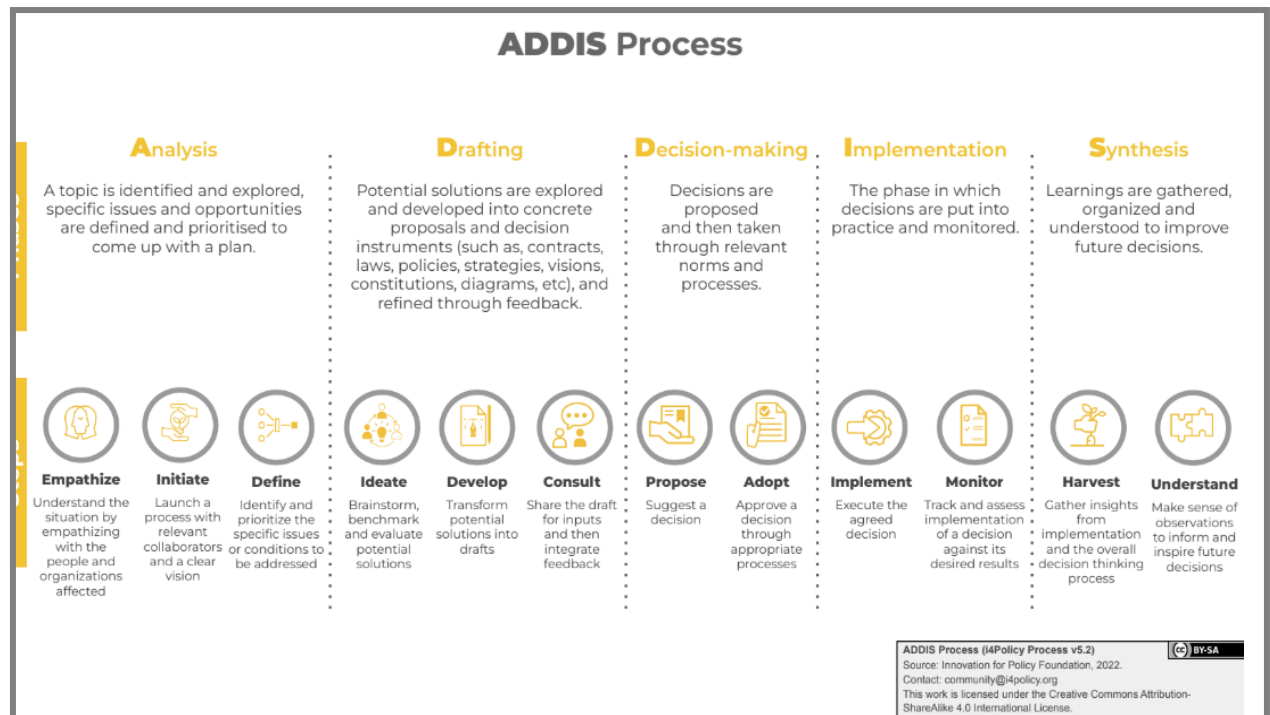 ADDIS Process
Analysis
A topic is identified and explored,
specific issues and opportunities
are defined and prioritised to
come up with a plan.
Drafting
Potential solutions are explored
and developed into concrete
proposals and decision
instruments (such as, contracts,
laws, policies, strategies, visions,
constitutions, diagrams, etc), and
refined through feedback.
Decision-making
Decisions are
proposed
and then taken
through relevant
norms and
processes.
Implementation
The phase in which
decisions are put into
practice and monitored.
Synthesis
Learnings are gathered,
organized and
understood to improve
future decisions.
Empathize
Understand the
situation by
empathizing
with the
people and
organizations
affected
Initiate
Launch a
process with
relevant
collaborators
and a clear
vision
Define
Identify and
prioritize the
specific issues
or conditions to
be addressed
Ideate
Brainstorm,
benchmark
and evaluate
potential
solutions
Develop
Transform
potential
solutions into
drafts
Consult
Share the draft
for inputs
and then
integrate
feedback
Propose
Suggest a
decision
Adopt
Approve a
decision
through
appropriate
processes
Implement
Execute the
agreed
decision
Monitor
Track and assess
implementation
of a decision
against its
desired results
Harvest
Gather insights
from
implementation
and the overall
decision thinking
process
Understand
Make sense of
observations
to inform and
inspire future
decisions
ADDIS Process (i4Policy Process v5.2)
cc BY-SA
Source: Innovation for Policy Foundation, 2022.
Contact: community@i4policy.org
This work is licensed under the Creative Commons Attribution-
ShareAlike 4.0 International License.